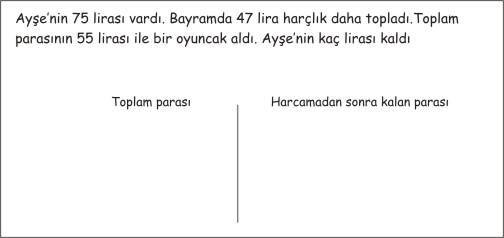 Ayşe'nin 75 lirası vardı. Bayramda 47 lira harçlık daha topladı.Toplam
parasının 55 lirası ile bir oyuncak aldı. Ayşe'nin kaç lirası kaldı
Toplam parası
Harcamadan sonra kalan parası